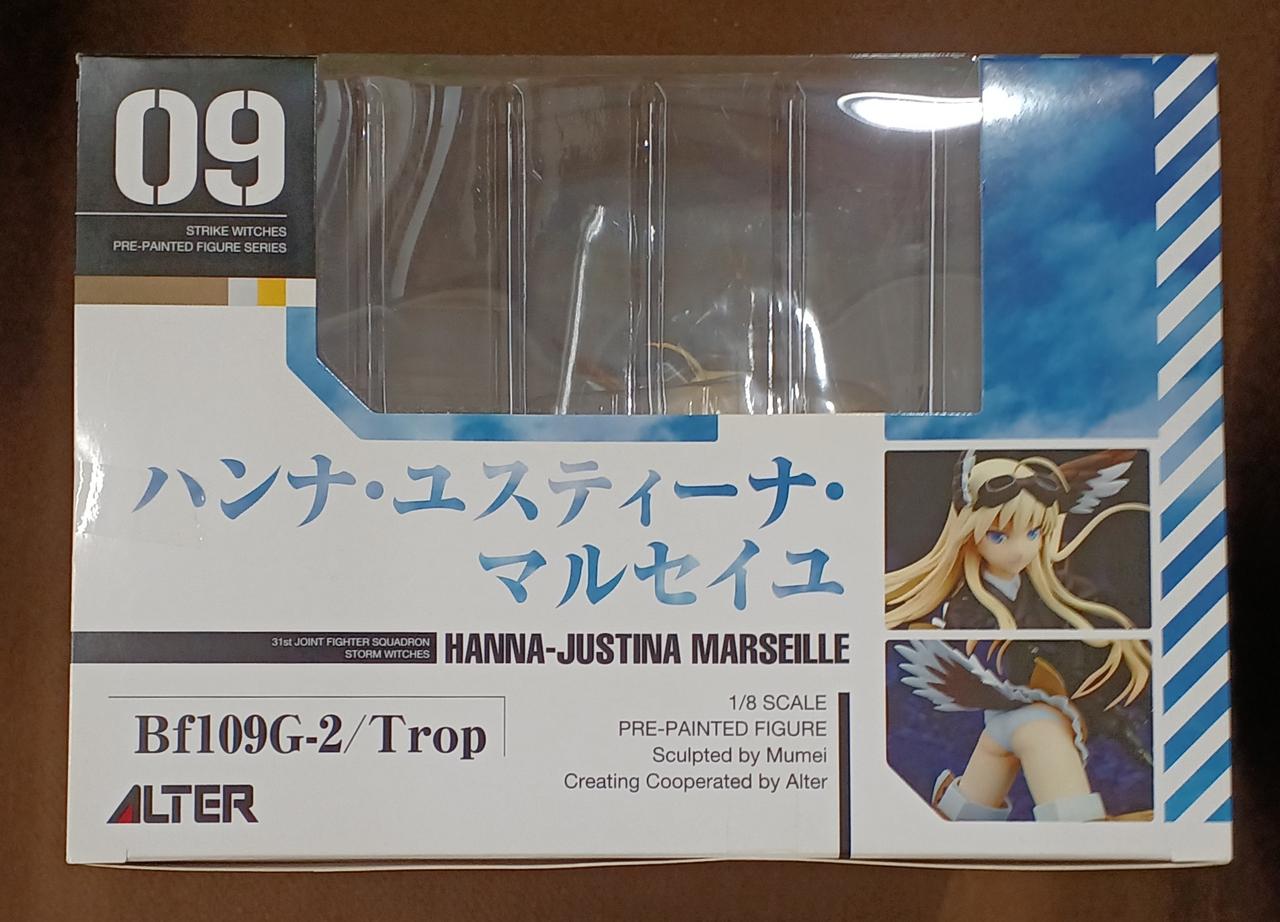 09
STRIKE WITCHES
PRE-PAINTED FIGURE SERIES
ハンナ・ユスティーナ・
マルセイユ
31st JOINT FIGHTER SQUADRON
STORM WITCHES
HANNA-JUSTINA MARSEILLE
Bf109G-2/Trop
1/8 SCALE
PRE-PAINTED FIGURE
Sculpted by Mumei
Creating Cooperated by Alter
ALTER